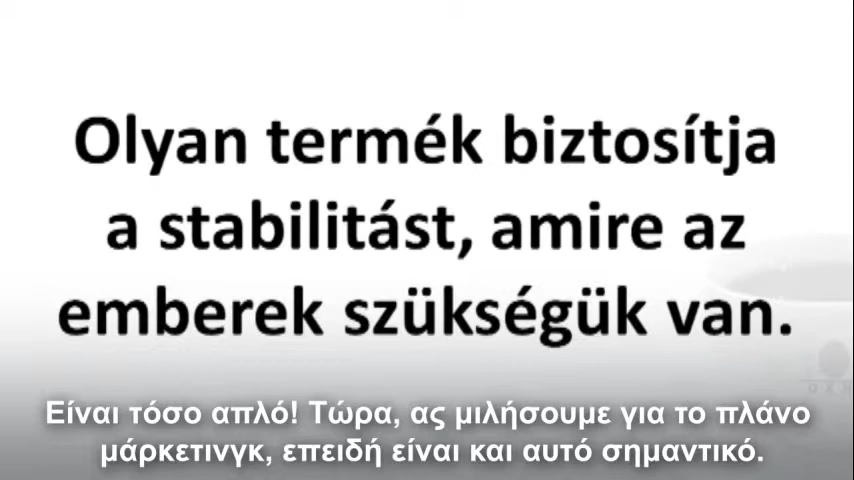 Olyan termék biztosítja
a stabilitást, amire az
emberek szükségük van.
Είναι τόσο απλό! Τώρα, ας μιλήσουμε για το πλάνο
μάρκετινγκ, επειδή είναι και αυτό σημαντικό.